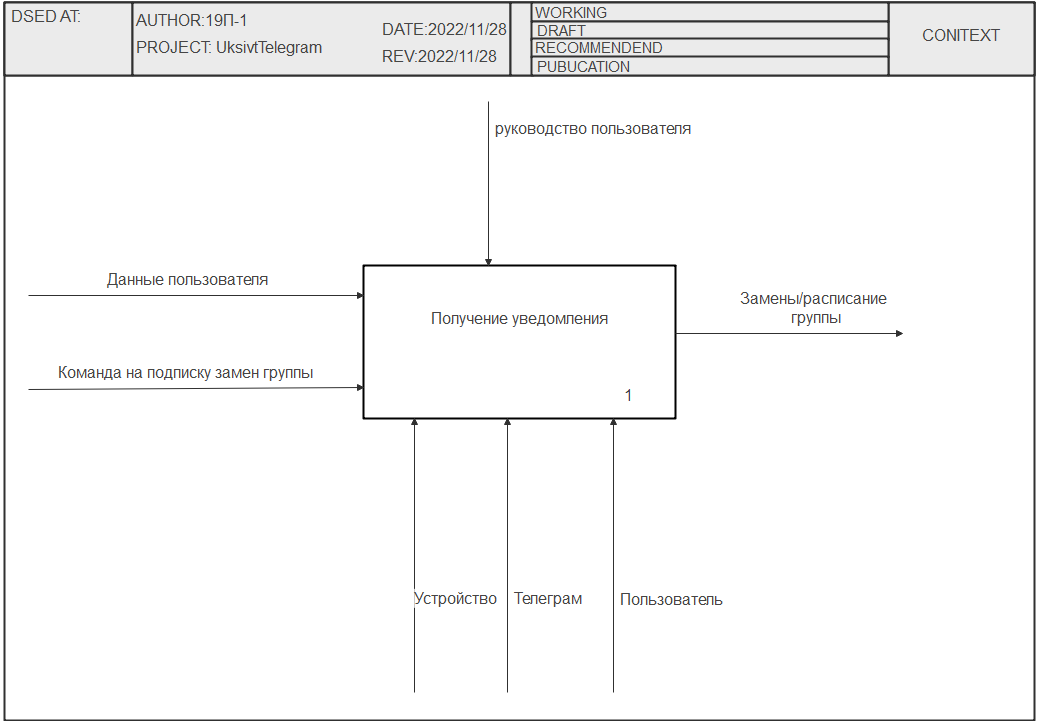 DSED AT:
AUTHOR:19П-1
PROJECT: UksivtTelegram
DATE:2022/11/28
REV:2022/11/28
WORKING
DRAFT
RECOMMENDEND
PUBUCATION
CONITEXT
руководство пользователя
Данные пользователя
Получение уведомления
Замены/расписание
группы
Команда на подписку замен группы
1
Устройство
Телеграм
Пользователь